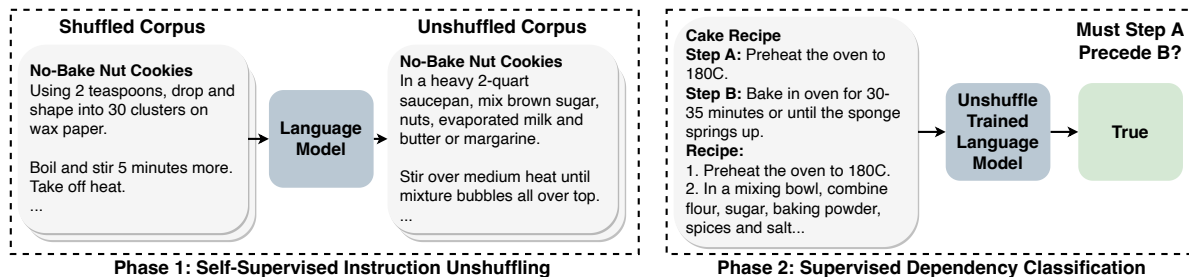 Shuffled Corpus
No-Bake Nut Cookies
Using 2 teaspoons, drop and
shape into 30 clusters on
wax paper.
Boil and stir 5 minutes more.
Take off heat.
...
Language
Model
Unshuffled Corpus
No-Bake Nut Cookies
In a heavy 2-quart
saucepan, mix brown sugar,
nuts, evaporated milk and
butter or margarine.
Stir over medium heat until
mixture bubbles all over top.
...
Phase 1: Self-Supervised Instruction Unshuffling
Cake Recipe
Step A: Preheat the oven to
180C.
Step B: Bake in oven for 30-
35 minutes or until the sponge
springs up.
Recipe:
1. Preheat the oven to 180C.
2. In a mixing bowl, combine
flour, sugar, baking powder,
spices and salt...
Unshuffle
Trained
Language
Model
Must Step A
Precede B?
True
Phase 2: Supervised Dependency Classification